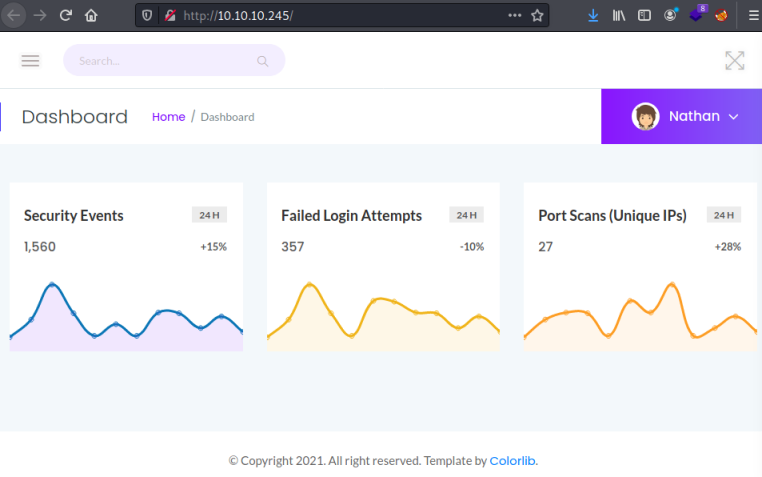 http://10.10.10.245/
8
Search...
Dashboard Home / Dashboard Nathan
Security Events 24 H
1,560 +15%
Failed Login Attempts 24 H
357 -10%
Port Scans (Unique IPs) 24 H
27 +28%
© Copyright 2021. All right reserved. Template by Colorlib.